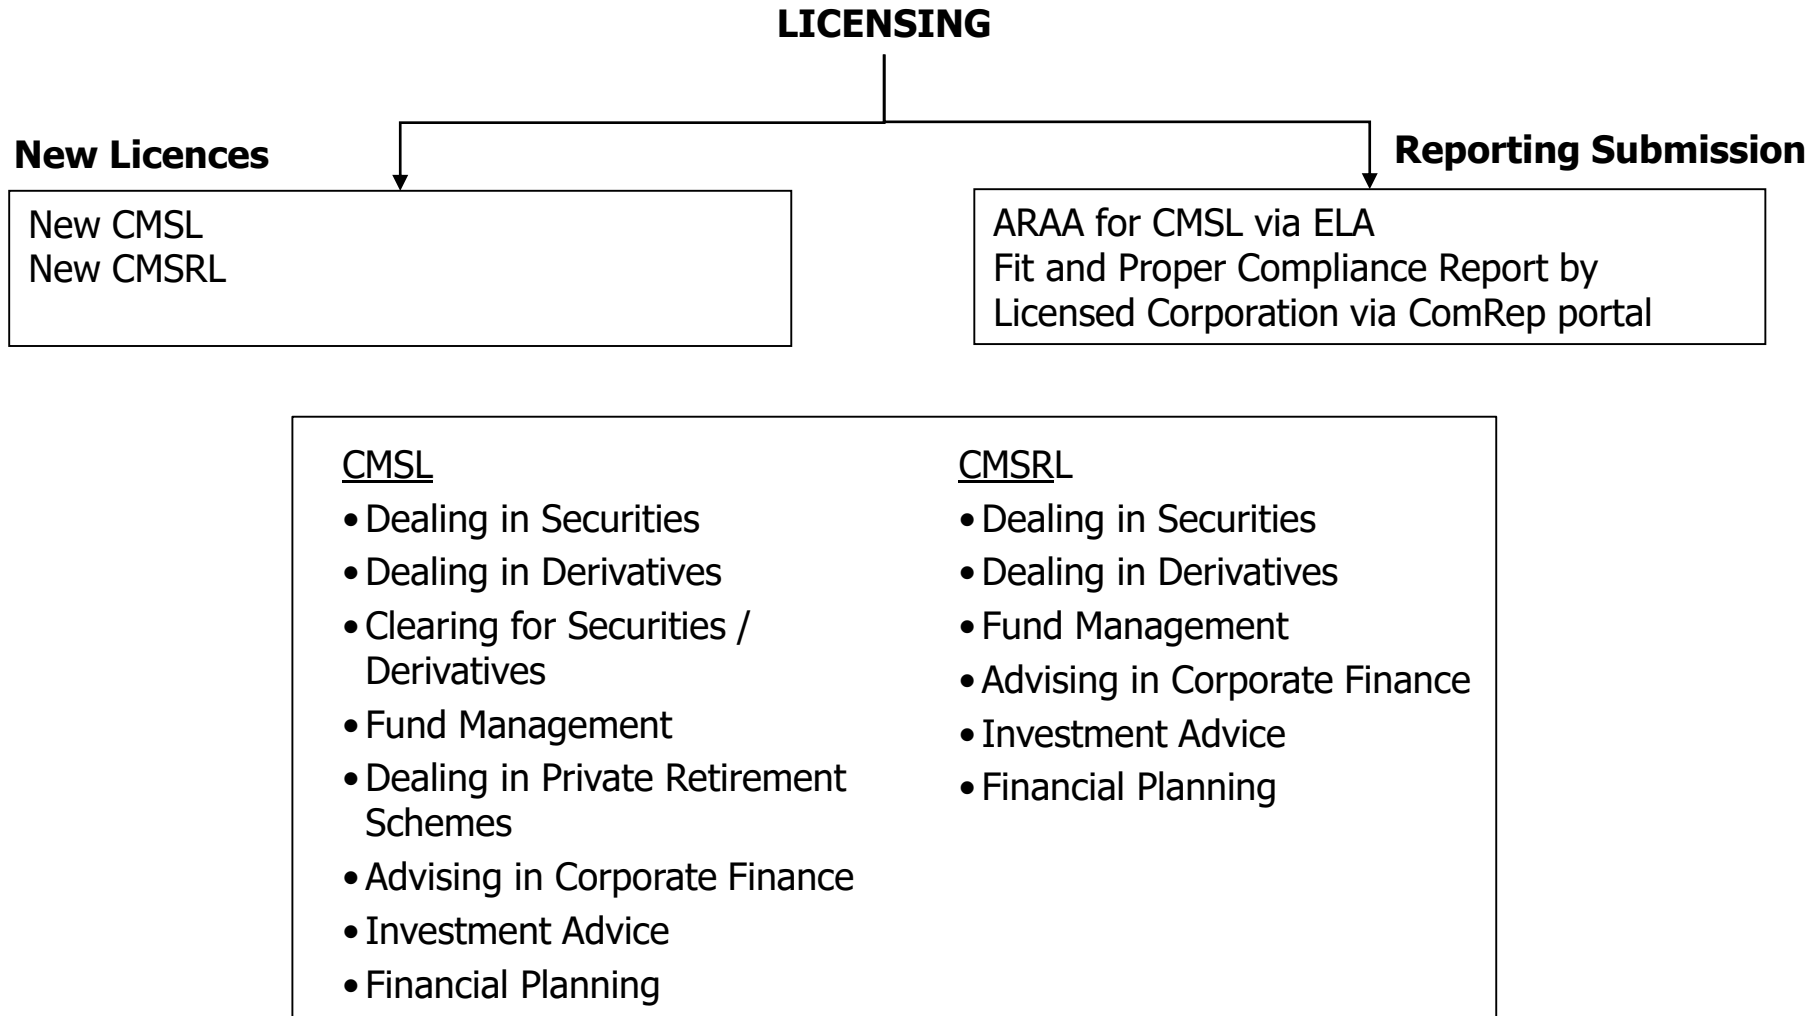 LICENSING
New Licences
New CMSL
New CMSRL
Reporting Submission
ARAA for CMSL via ELA
Fit and Proper Compliance Report by
Licensed Corporation via ComRep portal
CMSL
• Dealing in Securities
• Dealing in Derivatives
• Clearing for Securities /
Derivatives
• Fund Management
• Dealing in Private Retirement
Schemes
• Advising in Corporate Finance
• Investment Advice
• Financial Planning
CMSRL
• Dealing in Securities
• Dealing in Derivatives
• Fund Management
• Advising in Corporate Finance
• Investment Advice
• Financial Planning